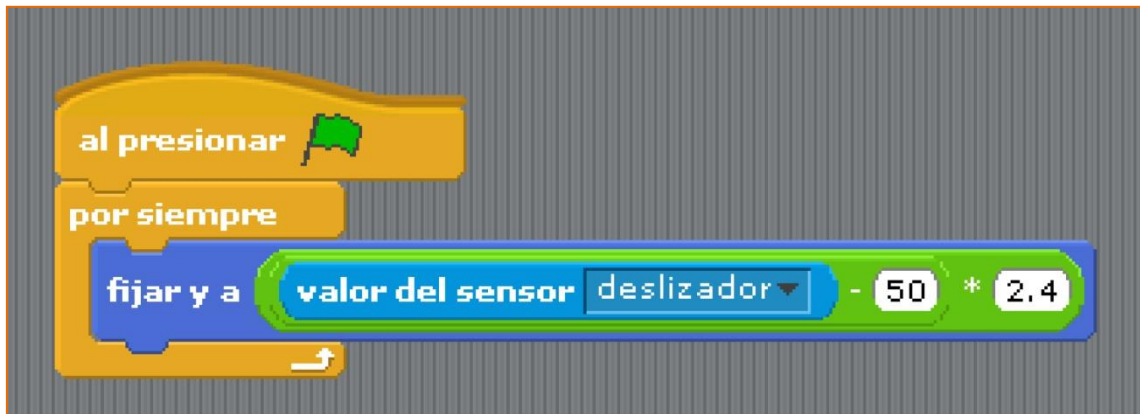 al presionar
por siempre
fijar y a valor del sensor deslizador - 50 * 2.4